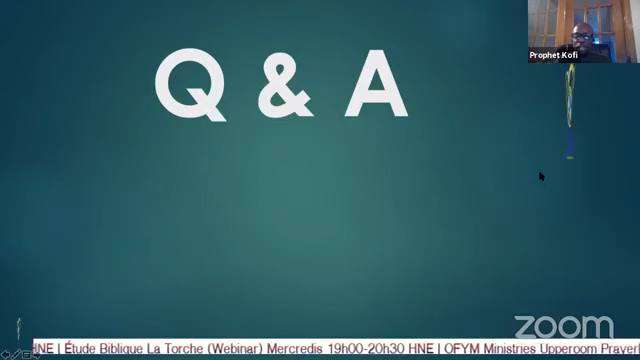 Q & A
Prophet Kofi
zoom
HNE | Étude Biblique La Torche (Webinar) Mercredis 19h00-20h30 HNE | OFYM Ministries Upperoom Prayer